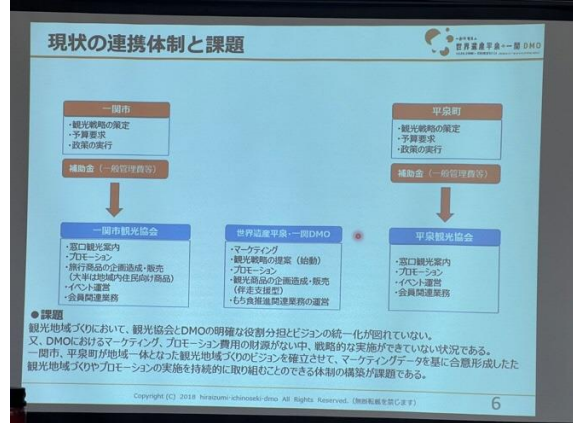 現状の連携体制と課題
世界遺産平泉・一関 DMO
一関市
・観光戦略の策定
・予算要求
・政策の実行
補助金（一般管理費等）
一関市観光協会
・窓口観光案内
・プロモーション
・旅行商品の企画造成・販売
（大半は地域内住民向け商品）
・イベント運営
・会員関連業務
世界遺産平泉・一関DMO
・マーケティング
・観光戦略の提案（始動）
・プロモーション
・観光商品の企画造成・販売
（伴走支援型）
・もち食推進関連業務の運営
平泉町
・観光戦略の策定
・予算要求
・政策の実行
補助金（一般管理費等）
平泉観光協会
・窓口観光案内
・プロモーション
・イベント運営
・会員関連業務
●課題
観光地域づくりにおいて、観光協会とDMOの明確な役割分担とビジョンの統一化が図れていない。
又、DMOにおけるマーケティング、プロモーション費用の財源がない中、戦略的な実施ができていない状況である。
一関市、平泉町が地域一体となった観光地域づくりのビジョンを確立させて、マーケティングデータを基に合意形成したた
観光地域づくりやプロモーションの実施を持続的に取り組むことのできる体制の構築が課題である。
Copyright (C) 2018 hiraizumi-ichinoseki-dmo All Rights Reserved.（無断転載を禁じます）
6